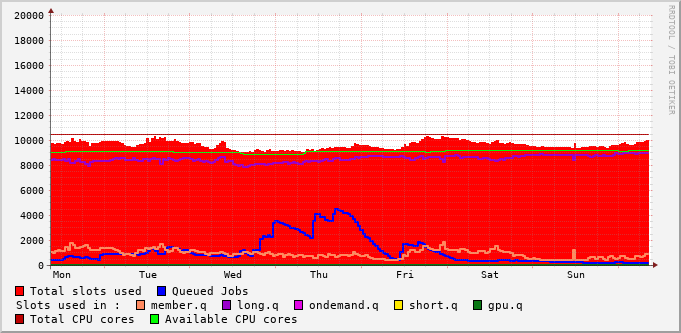 20000
18000
16000
14000
12000
10000
8000
6000
4000
2000
0
Mon Tue Wed Thu Fri Sat Sun
Total slots used Queued Jobs
Slots used in : member.q long.q ondemand.q short.q gpu.q
Total CPU cores Available CPU cores
RRDTOOL / TOBI OETIKER